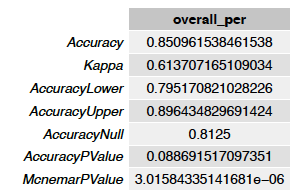 overall_per
Accuracy 0.850961538461538
Kappa 0.613707165109034
AccuracyLower 0.795170821028226
AccuracyUpper 0.896434829691424
AccuracyNull 0.8125
AccuracyPValue 0.088691517097351
McnemarPValue 3.01584335141681e−06